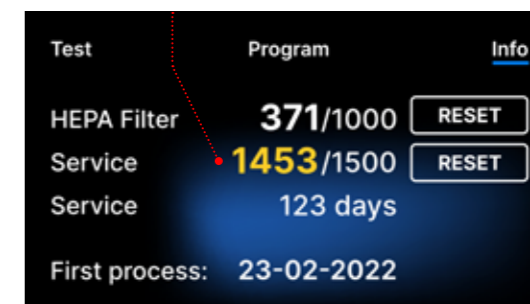 Test Program Info
HEPA Filter 371/1000 RESET
Service 1453/1500 RESET
Service 123 days
First process: 23-02-2022